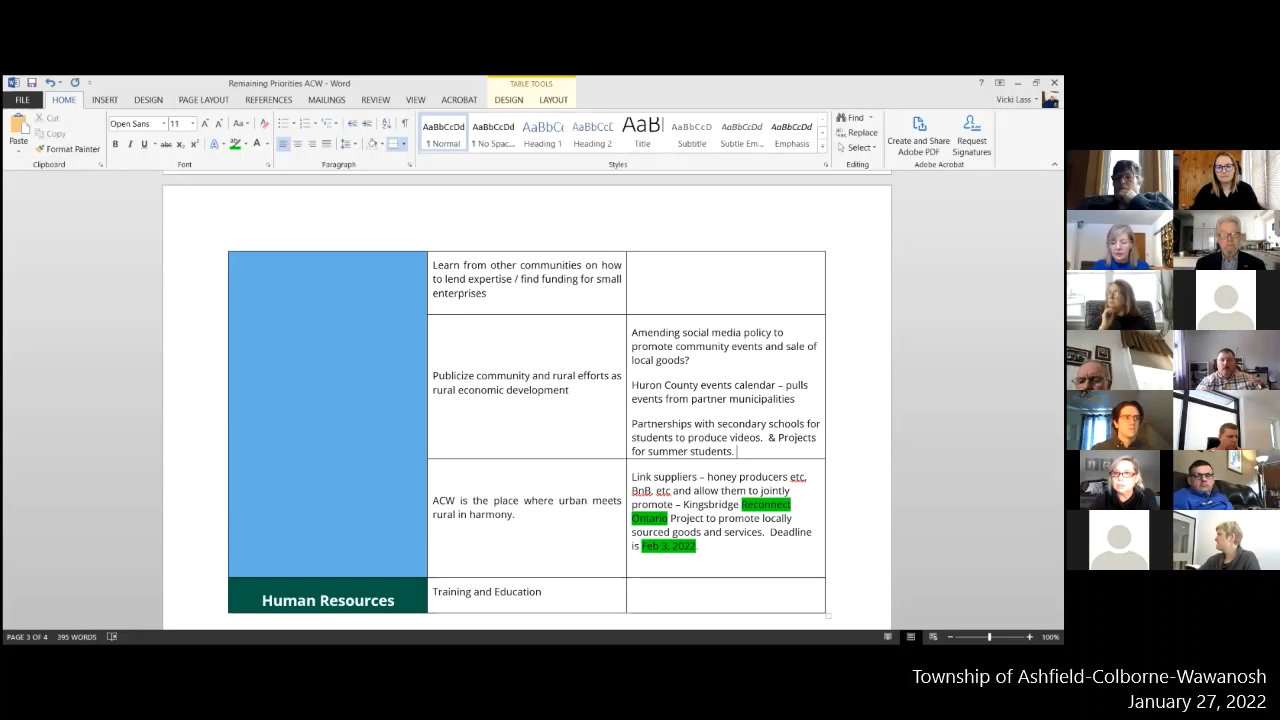 Remaining Priorities ACW - Word
TABLE TOOLS
?
FILE HOME INSERT DESIGN PAGE LAYOUT REFERENCES MAILINGS REVIEW VIEW ACROBAT DESIGN LAYOUT Vicki Lass
Paste
Cut
Copy
Format Painter
Clipboard
Open Sans 11
Font
Paragraph
AaBbCcDd AaBbCcDd AaBbC AaBbCcD AaB AaBbCcD AaBbCcDd AaBbCcDd
¶ Normal ¶ No Spac... Heading 1 Heading 2 Title Subtitle Subtle Em... Emphasis
Styles
Find
Replace
Select
Editing
Create and Share
Adobe PDF
Request
Signatures
Adobe Acrobat
Learn from other communities on how
to lend expertise / find funding for small
enterprises
Publicize community and rural efforts as
rural economic development
Amending social media policy to
promote community events and sale of
local goods?
Huron County events calendar – pulls
events from partner municipalities
Partnerships with secondary schools for
students to produce videos. & Projects
for summer students.
ACW is the place where urban meets
rural in harmony.
Link suppliers – honey producers etc,
BnB, etc and allow them to jointly
promote – Kingsbridge Reconnect
Ontario Project to promote locally
sourced goods and services. Deadline
is Feb 3, 2022.
Human Resources
Training and Education
PAGE 3 OF 4 395 WORDS 100%
Township of Ashfield-Colborne-Wawanosh
January 27, 2022